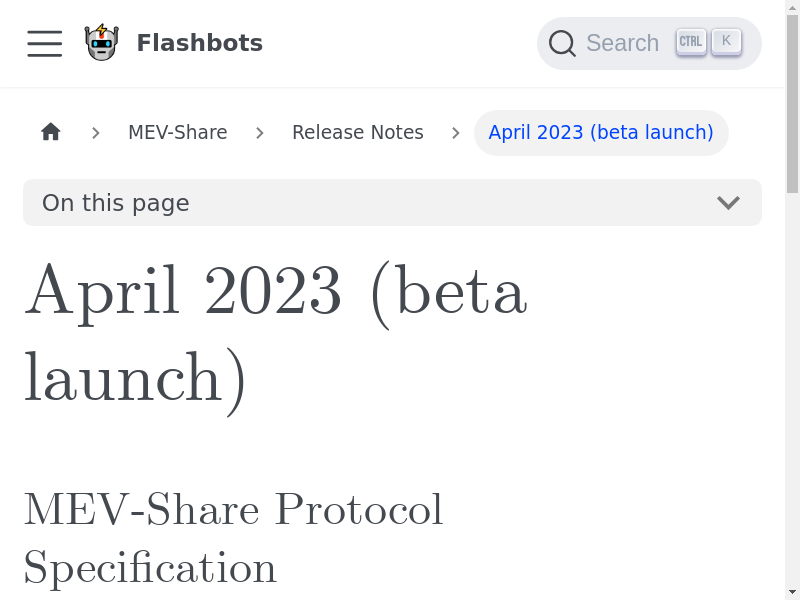 Flashbots
Search CTRL K
MEV-Share
Release Notes
April 2023 (beta launch)
On this page
April 2023 (beta
launch)
MEV-Share Protocol
Specification